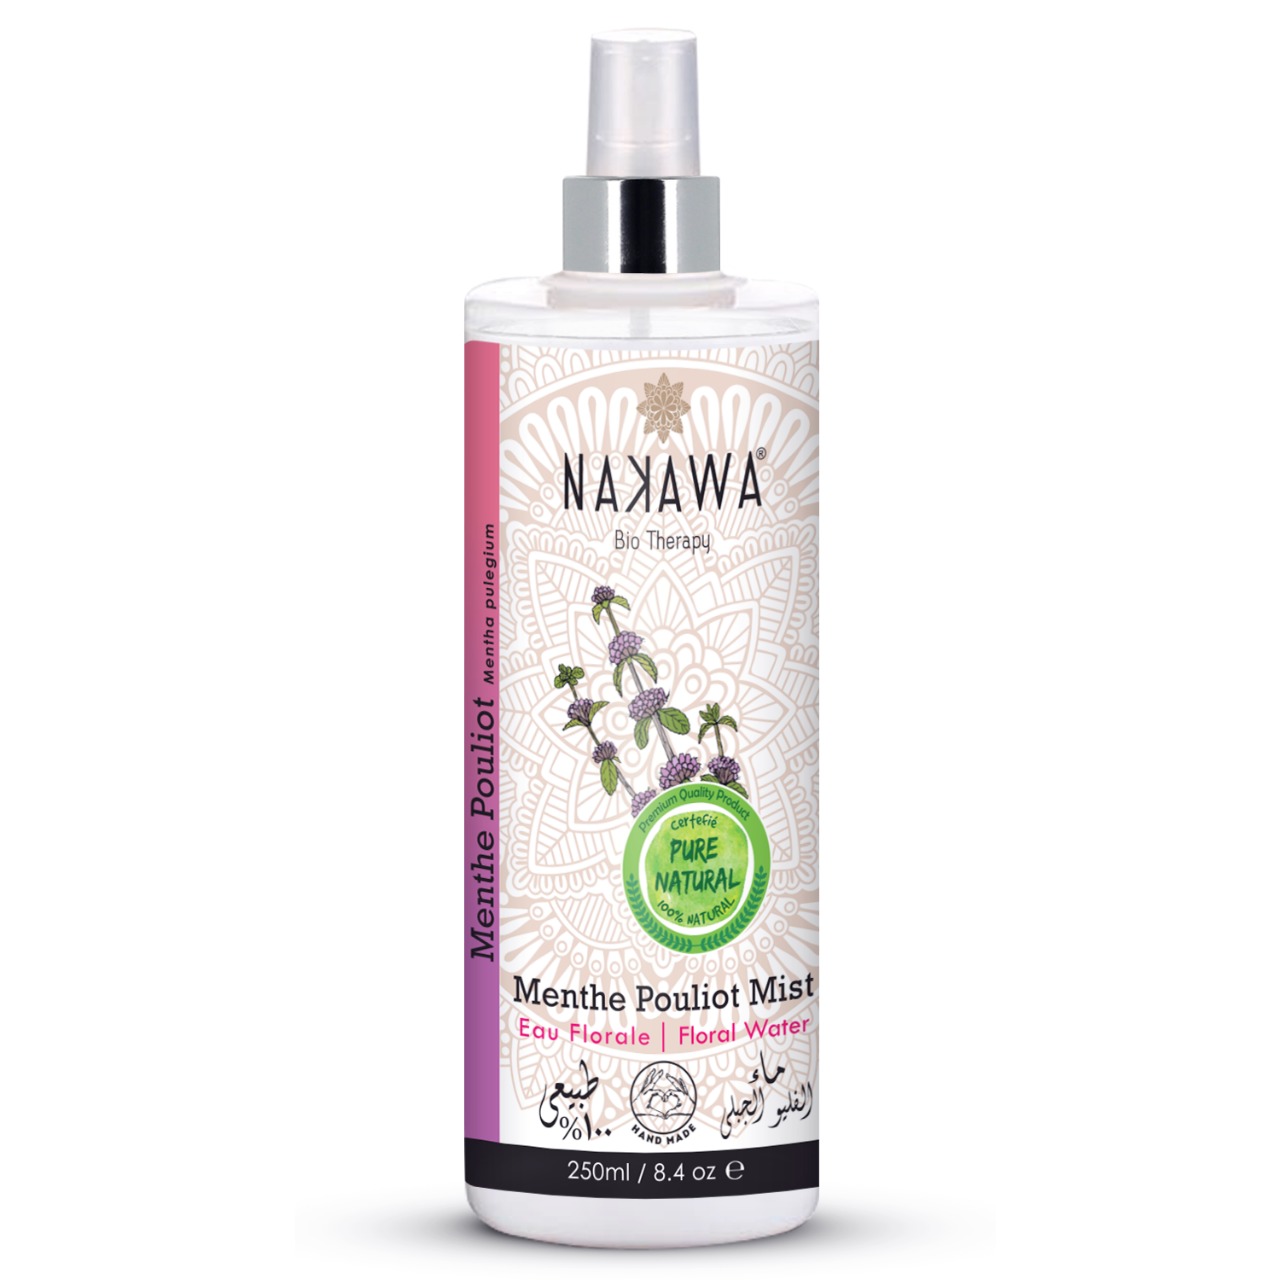 NAKAWA®
Bio Therapy
Menthe Pouliot Mentha pulegium
Premium Quality Product
certefié
PURE
NATURAL
100% NATURAL
Menthe Pouliot Mist
Eau Florale | Floral Water
طبيعي
%١٠٠
HAND MADE
ماء
الفليو الجبلي
250ml / 8.4 oz ℮